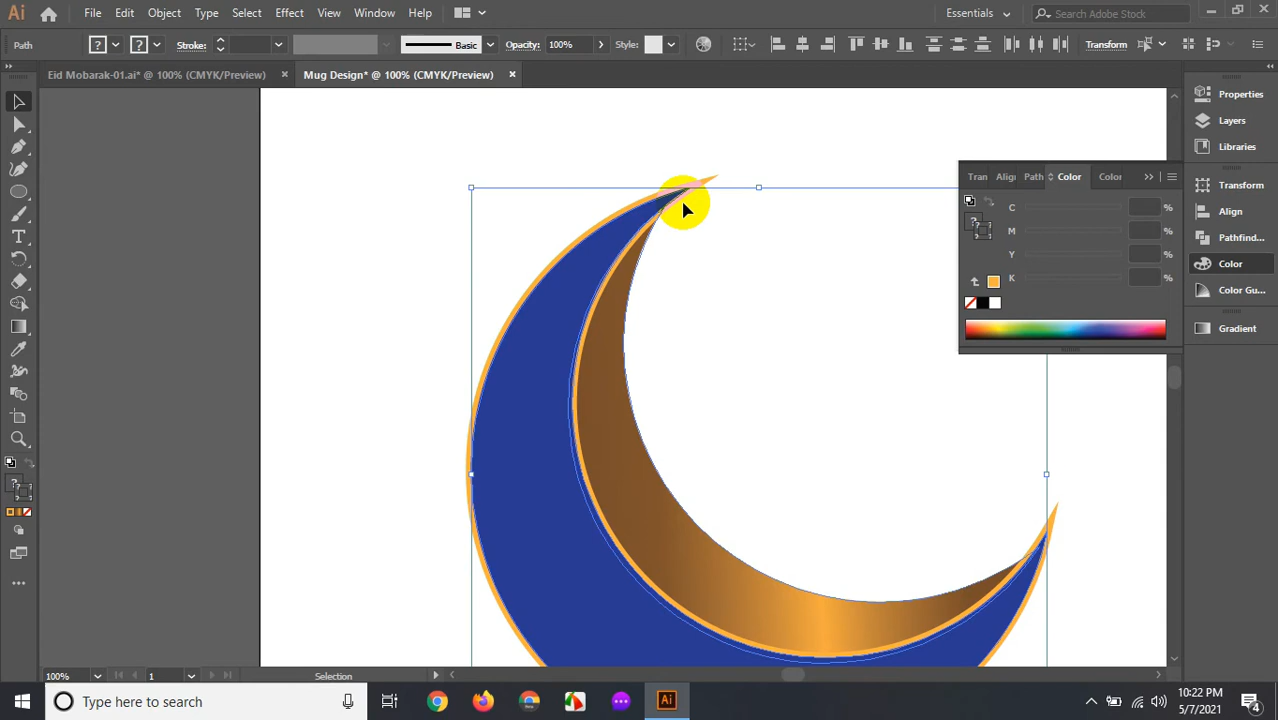 Ai File Edit Object Type Select Effect View Window Help Essentials Search Adobe Stock
Path ? ? Stroke: Basic Opacity: 100% Style: Transform
Eid Mobarak-01.ai* @ 100% (CMYK/Preview) × Mug Design* @ 100% (CMYK/Preview) ×
Properties
Layers
Libraries
Tran Alig Path Color Color
Transform
C %
Align
M %
Pathfind...
Y %
Color
K %
Color Gu...
Gradient
100% 1 Selection
Type here to search
Ai
10:22 PM
5/7/2021
4